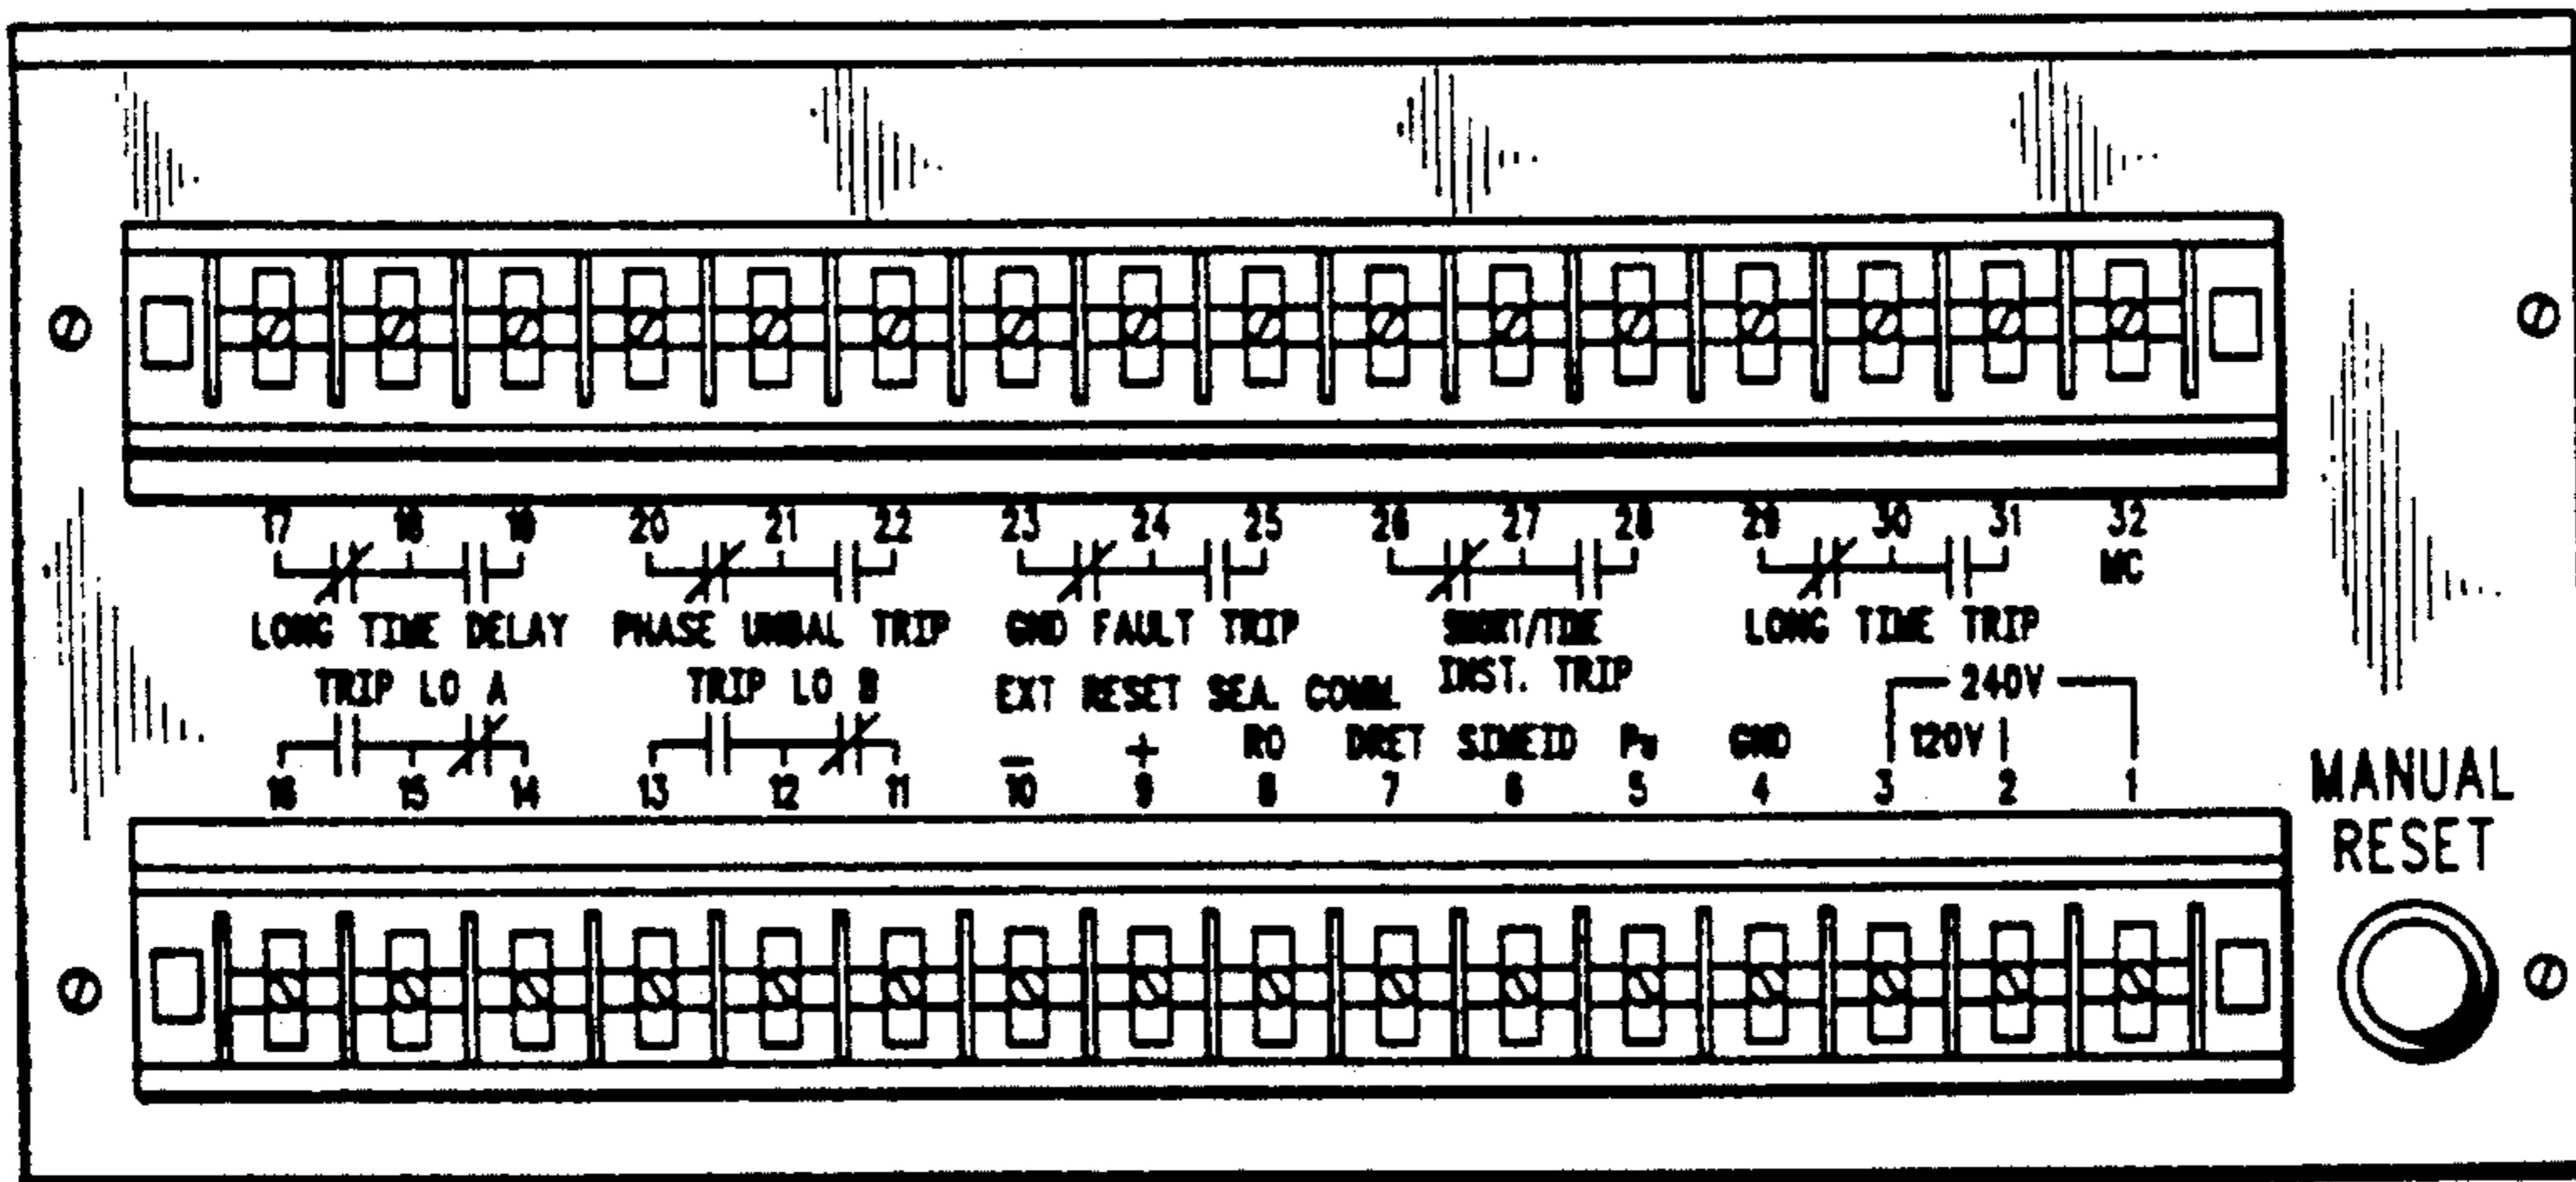 17 18 19 20 21 22 23 24 25 26 27 28 29 30 31 32
NC
LONG TIME DELAY PHASE UNBAL TRIP GND FAULT TRIP SHORT/TIME LONG TIME TRIP
TRIP LO A TRIP LO B EXT RESET SEA. COMM. INST. TRIP 240V
— + RO DRET GND 120V
16 15 14 13 12 11 10 9 8 7 6 5 4 3 2 1
MANUAL
RESET